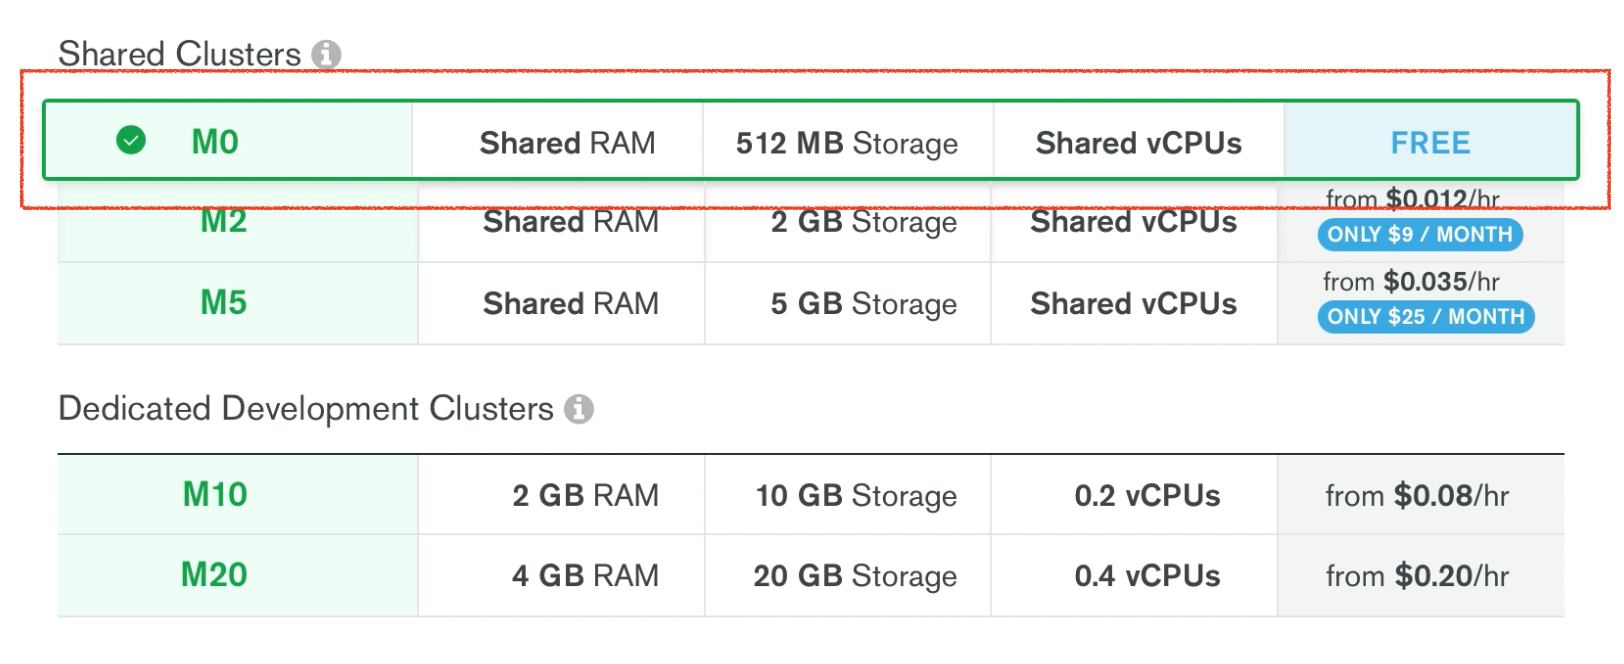 Shared Clusters
M0 Shared RAM 512 MB Storage Shared vCPUs FREE
M2 Shared RAM 2 GB Storage Shared vCPUs from $0.012/hr
ONLY $9 / MONTH
M5 Shared RAM 5 GB Storage Shared vCPUs from $0.035/hr
ONLY $25 / MONTH
Dedicated Development Clusters
M10 2 GB RAM 10 GB Storage 0.2 vCPUs from $0.08/hr
M20 4 GB RAM 20 GB Storage 0.4 vCPUs from $0.20/hr